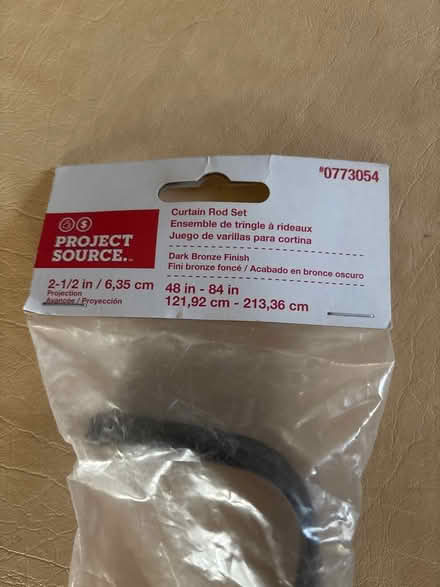 #0773054
$
PROJECT
SOURCE.™
Curtain Rod Set
Ensemble de tringle à rideaux
Juego de varillas para cortina
Dark Bronze Finish
Fini bronze foncé / Acabado en bronce oscuro
2-1/2 in / 6,35 cm
Projection
Avancée / Proyección
48 in - 84 in
121,92 cm - 213,36 cm